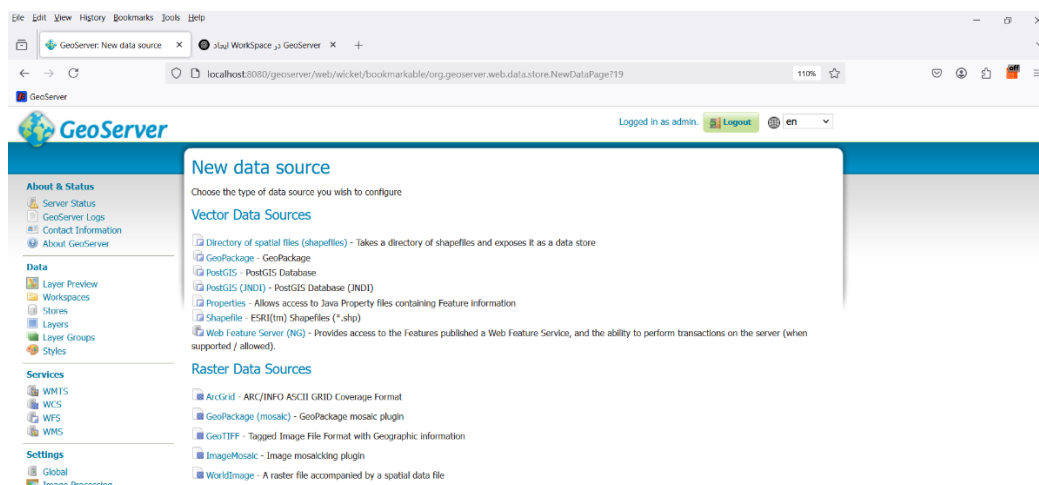 File Edit View History Bookmarks Tools Help
GeoServer: New data source
ایجاد WorkSpace در GeoServer
localhost:8080/geoserver/web/wicket/bookmarkable/org.geoserver.web.data.store.NewDataPage?19
110%
off
GeoServer
GeoServer
Logged in as admin. Logout en
New data source
Choose the type of data source you wish to configure
Vector Data Sources
Directory of spatial files (shapefiles) - Takes a directory of shapefiles and exposes it as a data store
GeoPackage - GeoPackage
PostGIS - PostGIS Database
PostGIS (JNDI) - PostGIS Database (JNDI)
Properties - Allows access to Java Property files containing Feature information
Shapefile - ESRI(tm) Shapefiles (*.shp)
Web Feature Server (NG) - Provides access to the Features published a Web Feature Service, and the ability to perform transactions on the server (when
supported / allowed).
Raster Data Sources
ArcGrid - ARC/INFO ASCII GRID Coverage Format
GeoPackage (mosaic) - GeoPackage mosaic plugin
GeoTIFF - Tagged Image File Format with Geographic information
ImageMosaic - Image mosaicking plugin
WorldImage - A raster file accompanied by a spatial data file
About & Status
Server Status
GeoServer Logs
Contact Information
About GeoServer
Data
Layer Preview
Workspaces
Stores
Layers
Layer Groups
Styles
Services
WMTS
WCS
WFS
WMS
Settings
Global
Image Processing